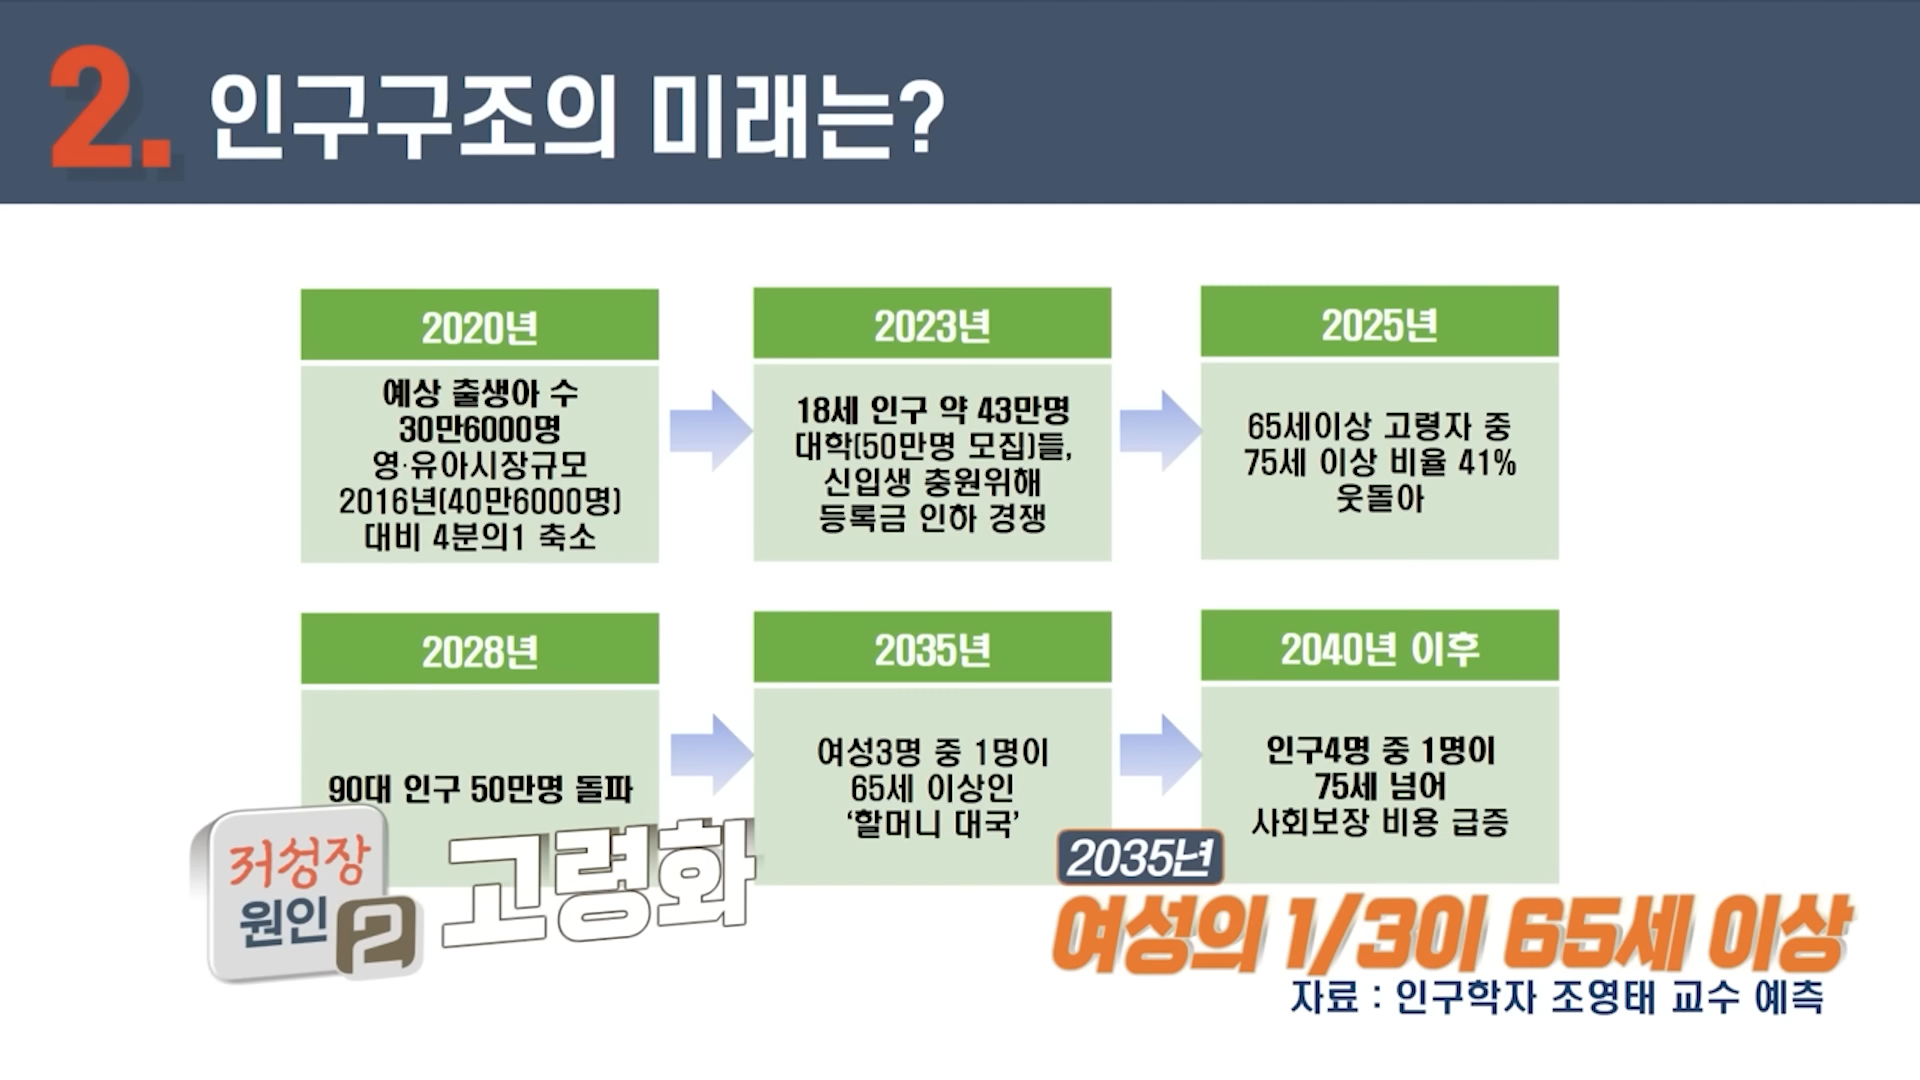 2. 인구구조의 미래는?
2020년
예상 출생아 수
30만6000명
영·유아시장규모
2016년(40만6000명)
대비 4분의1 축소
2023년
18세 인구 약 43만명
대학(50만명 모집)들,
신입생 충원위해
등록금 인하 경쟁
2025년
65세이상 고령자 중
75세 이상 비율 41%
웃돌아
2028년
90대 인구 50만명 돌파
2035년
여성3명 중 1명이
65세 이상인
‘할머니 대국’
2040년 이후
인구4명 중 1명이
75세 넘어
사회보장 비용 급증
저성장
원인 2
고령화
2035년
여성의 1/3이 65세 이상
자료 : 인구학자 조영태 교수 예측